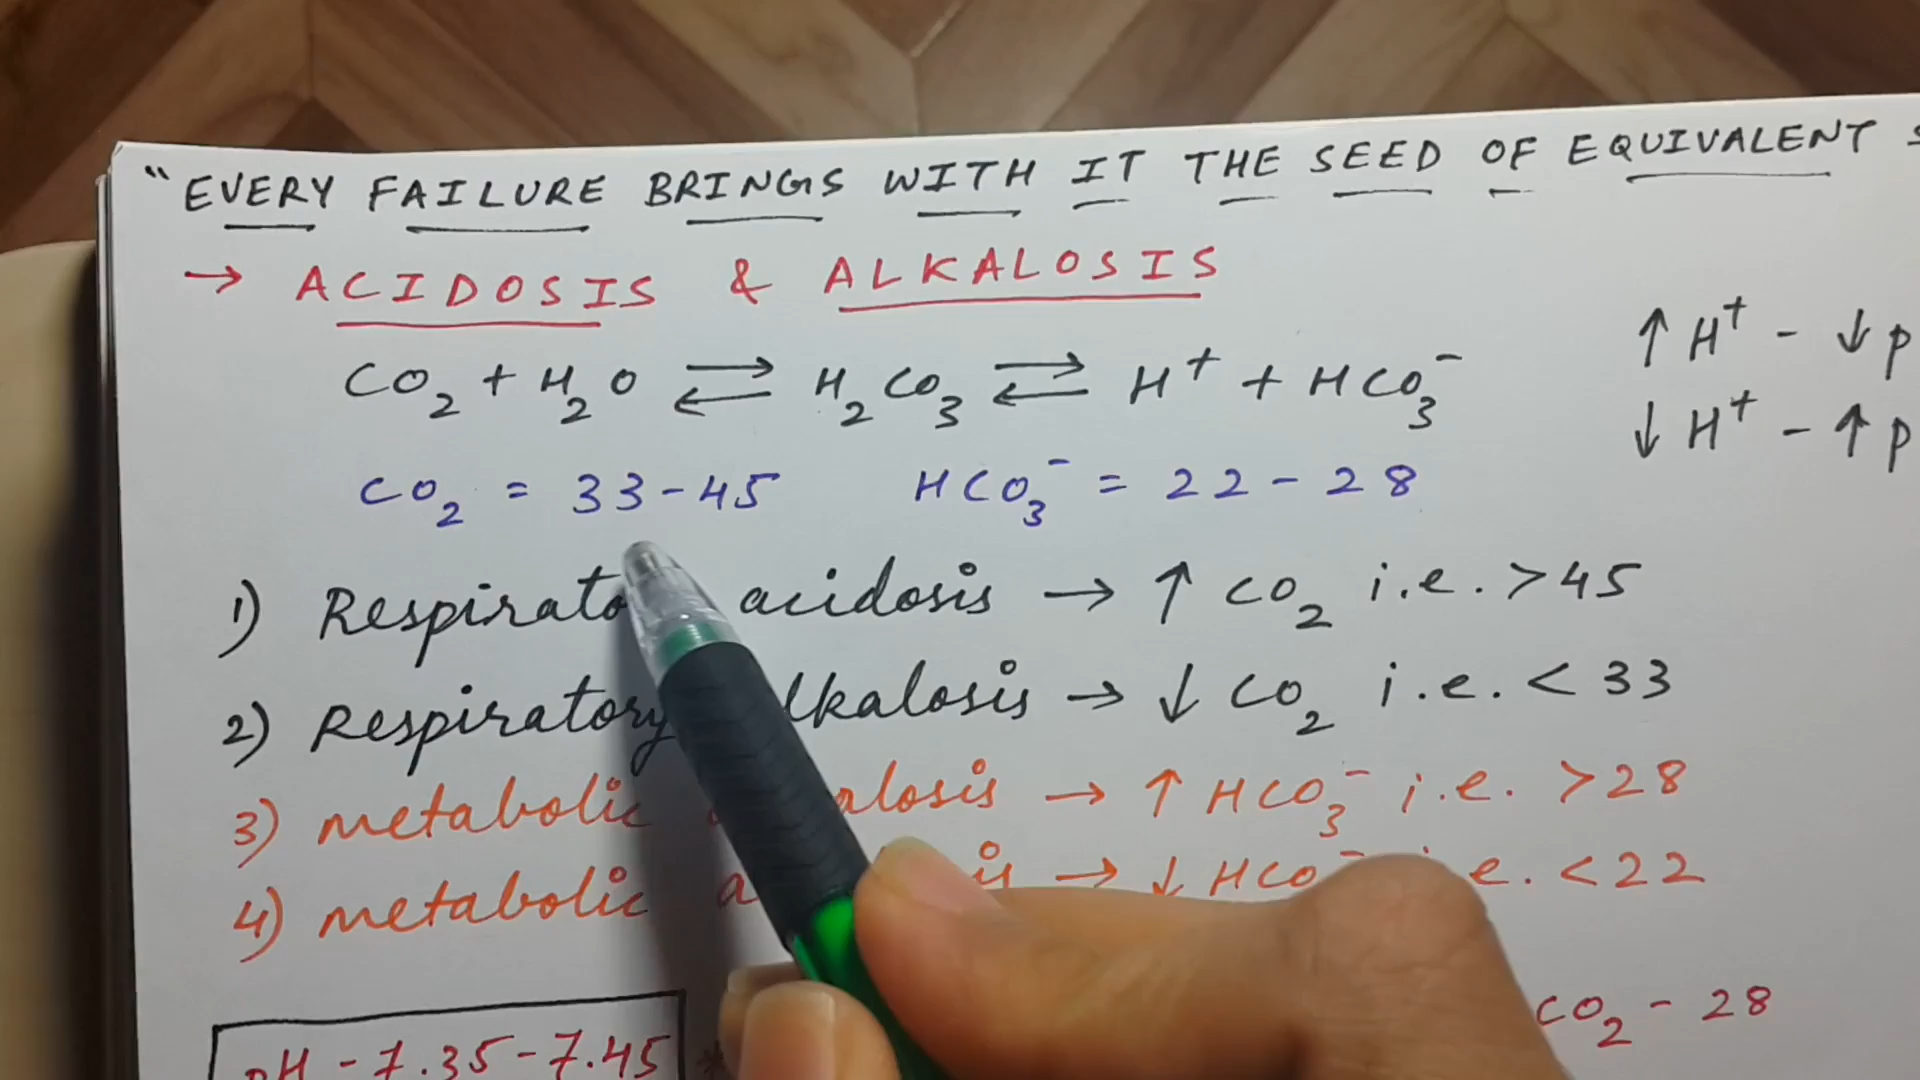 "EVERY FAILURE BRINGS WITH IT THE SEED OF EQUIVALENT
→ ACIDOSIS & ALKALOSIS
CO₂ + H₂O ⇌ H₂CO₃ ⇌ H⁺ + HCO₃⁻
↑ H⁺ - ↓ p
↓ H⁺ - ↑ p
CO₂ = 33-45 HCO₃⁻ = 22-28
1) Respirato acidosis → ↑ CO₂ i.e. >45
2) Respiratory lkalosis → ↓ CO₂ i.e. < 33
3) metabolic alosis → ↑ HCO₃⁻ i.e. >28
4) metabolic a is → ↓ HCO₃⁻ i.e. <22
pH - 7.35-7.45 *
CO₂ - 28